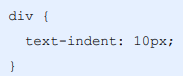 div {
  text-indent: 10px;
}